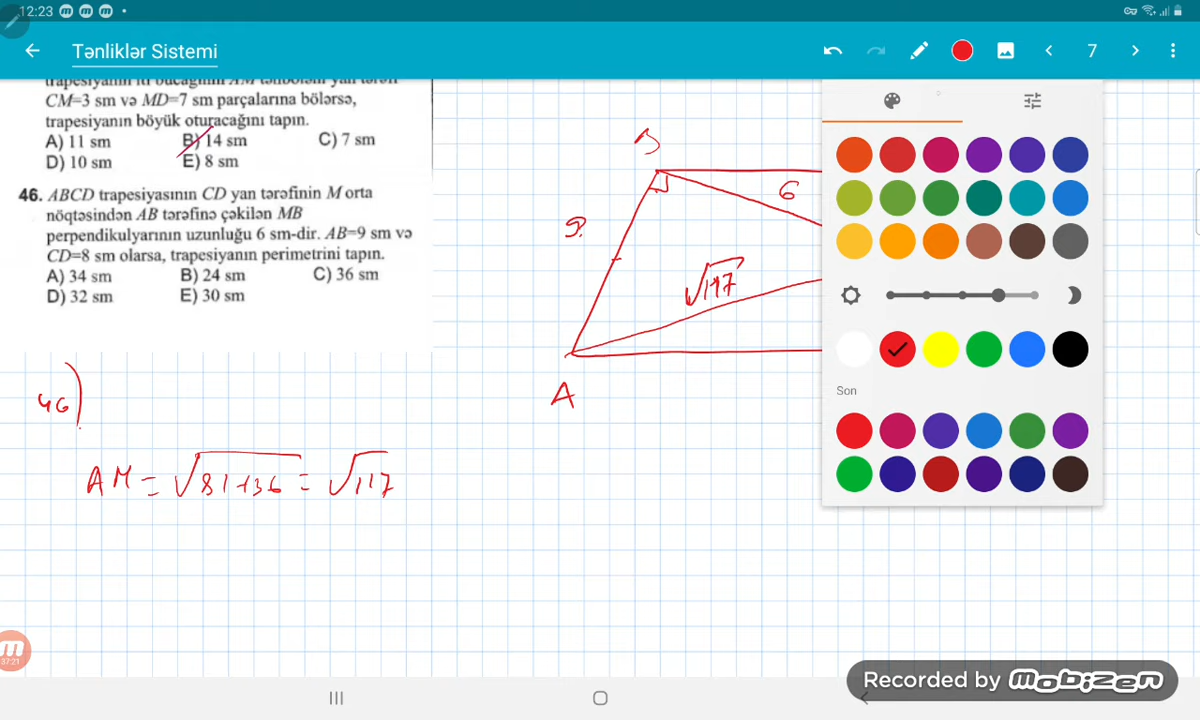 12:23
Tənliklər Sistemi
7
CM=3 sm və MD=7 sm parçalarına bölərsə,
trapesiyanın böyük oturacağını tapın.
A) 11 sm B) 14 sm C) 7 sm
D) 10 sm E) 8 sm
46. ABCD trapesiyasının CD yan tərəfinin M orta
nöqtəsindən AB tərəfinə çəkilən MB
perpendikulyarının uzunluğu 6 sm-dir. AB=9 sm və
CD=8 sm olarsa, trapesiyanın perimetrini tapın.
A) 34 sm B) 24 sm C) 36 sm
D) 32 sm E) 30 sm
46)
AM = √81+36 = √117
B
6
9
√117
A
Son
37:21
Recorded by mobizen